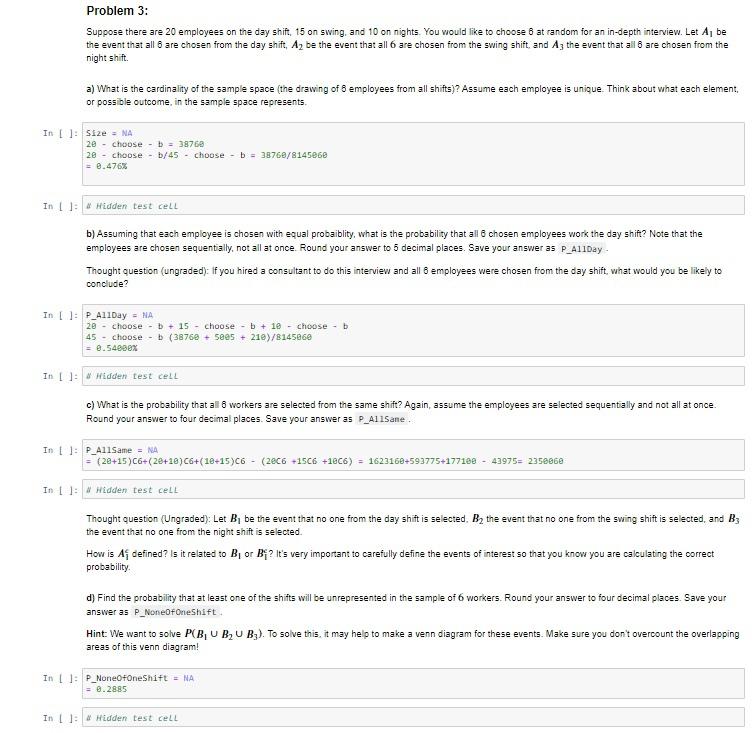 Problem 3:
Suppose there are 20 employees on the day shift, 15 on swing, and 10 on nights. You would like to choose 6 at random for an in-depth interview. Let A₁ be
the event that all 6 are chosen from the day shift, A₂ be the event that all 6 are chosen from the swing shift, and A₃ the event that all 6 are chosen from the
night shift.
a) What is the cardinality of the sample space (the drawing of 6 employees from all shifts)? Assume each employee is unique. Think about what each element,
or possible outcome, in the sample space represents.
In [ ]: Size = NA
20 - choose - b = 38760
20 - choose - b/45 - choose - b = 38760/8145060
= 0.476%
In [ ]: # Hidden test cell
b) Assuming that each employee is chosen with equal probaiblity, what is the probability that all 6 chosen employees work the day shift? Note that the
employees are chosen sequentially, not all at once. Round your answer to 5 decimal places. Save your answer as P_AllDay .
Thought question (ungraded): If you hired a consultant to do this interview and all 6 employees were chosen from the day shift, what would you be likely to
conclude?
In [ ]: P_AllDay = NA
20 - choose - b + 15 - choose - b + 10 - choose - b
45 - choose - b (38760 + 5005 + 210)/8145060
= 0.54000%
In [ ]: # Hidden test cell
c) What is the probability that all 6 workers are selected from the same shift? Again, assume the employees are selected sequentially and not all at once.
Round your answer to four decimal places. Save your answer as P_AllSame .
In [ ]: P_AllSame = NA
= (20+15)C6+(20+10)C6+(10+15)C6 - (20C6 +15C6 +10C6) = 1623160+593775+177100 - 43975= 2350060
In [ ]: # Hidden test cell
Thought question (Ungraded): Let B₁ be the event that no one from the day shift is selected, B₂ the event that no one from the swing shift is selected, and B₃
the event that no one from the night shift is selected.
How is A₁ᶜ defined? Is it related to B₁ or B₁ᶜ? It's very important to carefully define the events of interest so that you know you are calculating the correct
probability.
d) Find the probability that at least one of the shifts will be unrepresented in the sample of 6 workers. Round your answer to four decimal places. Save your
answer as P_NoneOfOneShift .
Hint: We want to solve P(B₁ ∪ B₂ ∪ B₃). To solve this, it may help to make a venn diagram for these events. Make sure you don't overcount the overlapping
areas of this venn diagram!
In [ ]: P_NoneOfOneShift = NA
= 0.2885
In [ ]: # Hidden test cell